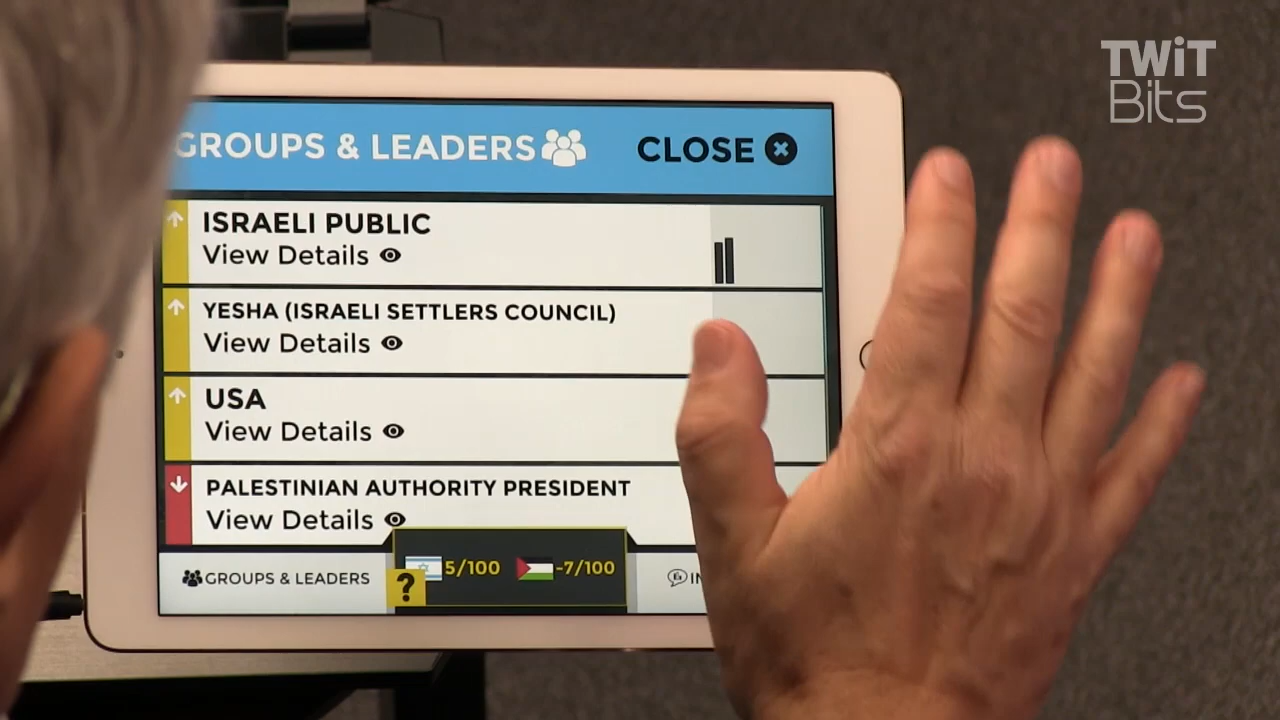 TWiT
Bits
GROUPS & LEADERS
CLOSE
ISRAELI PUBLIC
View Details
YESHA (ISRAELI SETTLERS COUNCIL)
View Details
USA
View Details
PALESTINIAN AUTHORITY PRESIDENT
View Details
GROUPS & LEADERS
?
5/100
-7/100